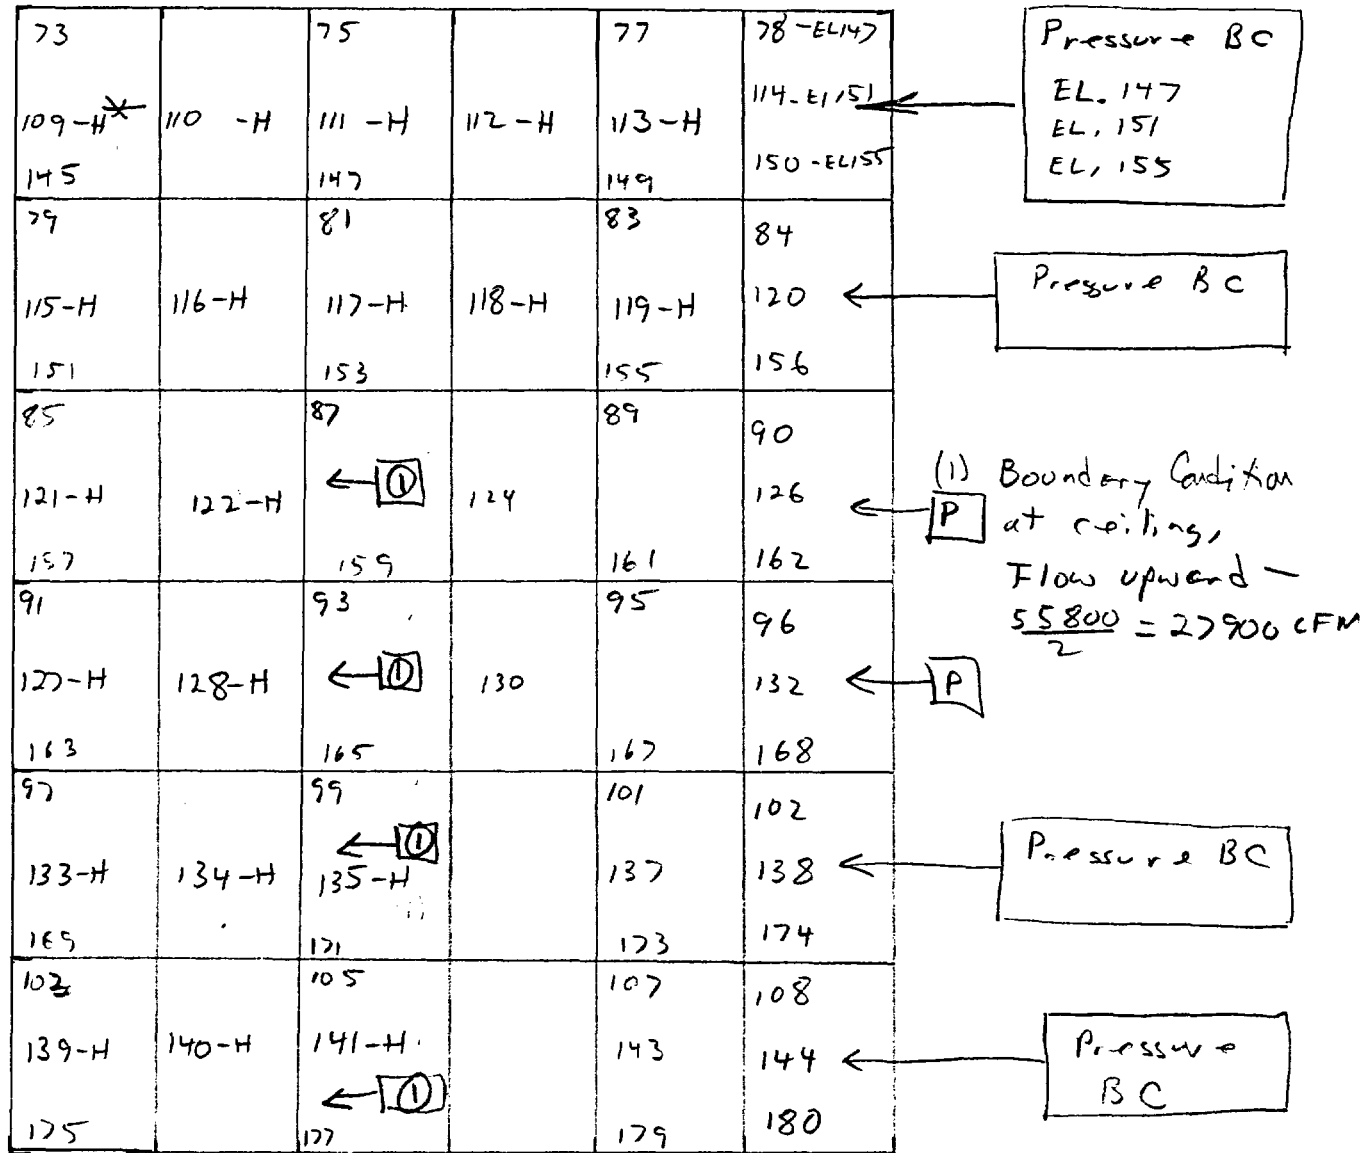 73 75 77 78-EL147
109-H 110 -H 111 -H 112-H 113-H 114-EL151
145 147 149 150-EL155
Pressure BC
EL. 147
EL. 151
EL. 155
79 81 83 84
115-H 116-H 117-H 118-H 119-H 120
151 153 155 156
Pressure BC
85 87 89 90
121-H 122-H 1 124 126
157 159 161 162
P
(1) Boundary Condition
at ceiling,
Flow upward -
55800/2 = 27900 CFM
91 93 95 96
127-H 128-H 1 130 132
163 165 167 168
P
97 99 101 102
1
133-H 134-H 135-H 137 138
169 171 173 174
Pressure BC
103 105 107 108
139-H 140-H 141-H 143 144
1
175 177 179 180
Pressure
BC